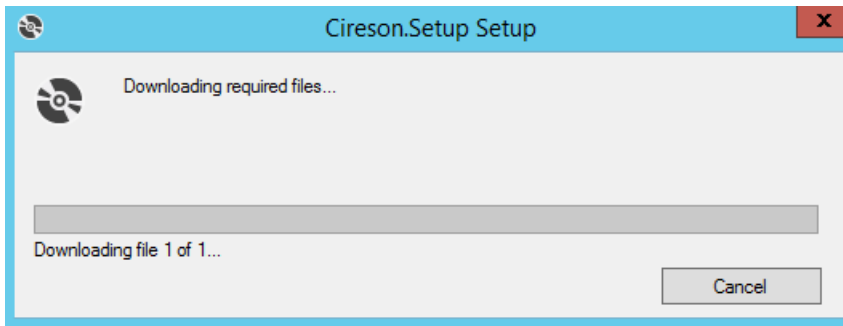 Cireson.Setup Setup
x
Downloading required files...
Downloading file 1 of 1...
Cancel